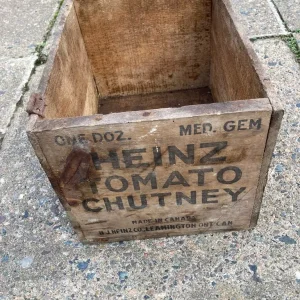 ONE DOZ. MED. GEM
HEINZ
TOMATO
CHUTNEY
MADE IN CANADA
H.J. HEINZ CO. LEAMINGTON ONT. CAN.